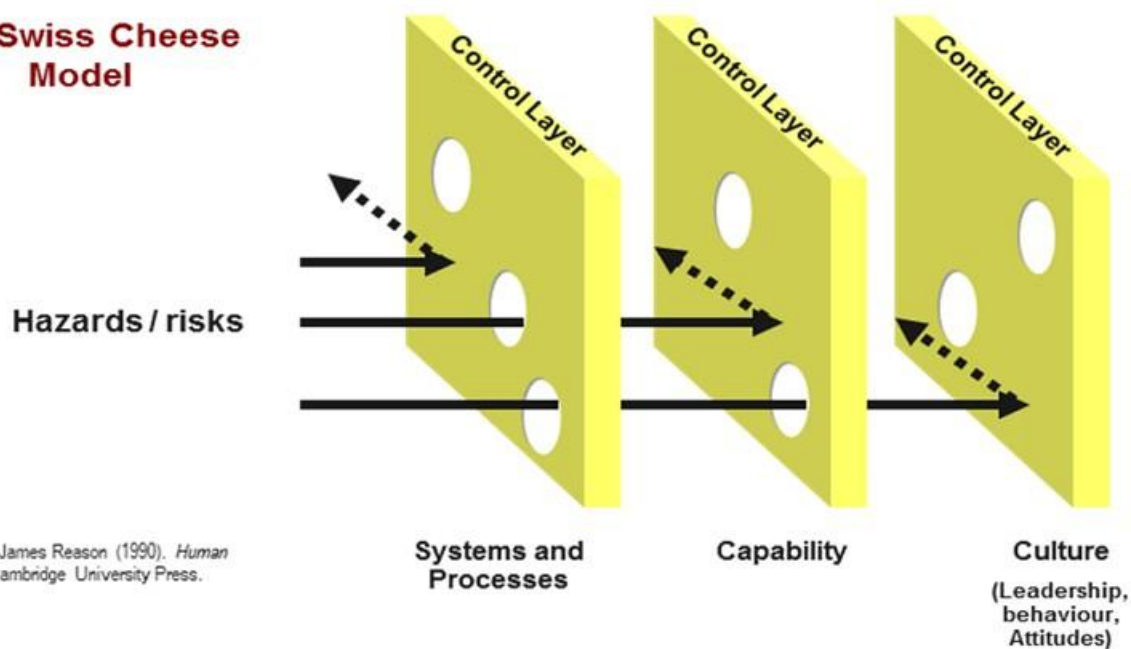 Swiss Cheese
Model
Control Layer
Control Layer
Control Layer
Hazards / risks
James Reason (1990). Human
ambridge University Press.
Systems and
Processes
Capability
Culture
(Leadership,
behaviour,
Attitudes)